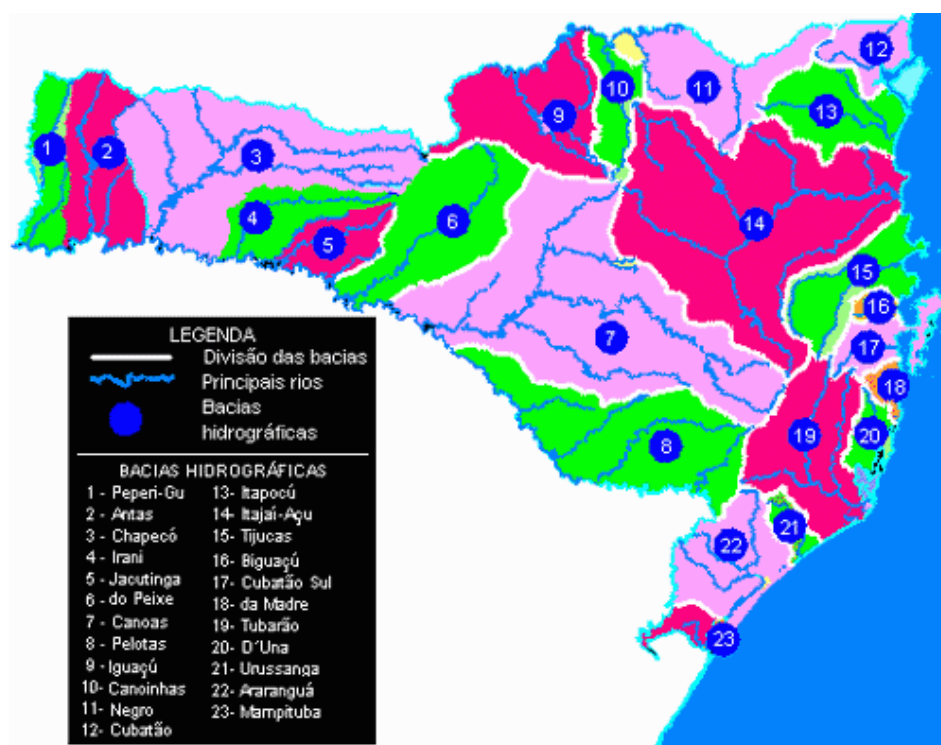 12
11
10
9
13
1
2
3
4
5
6
14
15
16
17
7
18
19
20
8
21
22
23
LEGENDA
Divisão das bacias
Principais rios
Bacias
hidrográficas
BACIAS HIDROGRÁFICAS
1 - Peperi-Gu
2 - Antas
3 - Chapecó
4 - Irani
5 - Jacutinga
6 - do Peixe
7 - Canoas
8 - Pelotas
9 - Iguaçú
10- Canoinhas
11- Negro
12- Cubatão
13- Itapocú
14- Itajaí-Açu
15- Tijucas
16- Biguaçú
17- Cubatão Sul
18- da Madre
19- Tubarão
20- D'Una
21- Urussanga
22- Araranguá
23- Mampituba